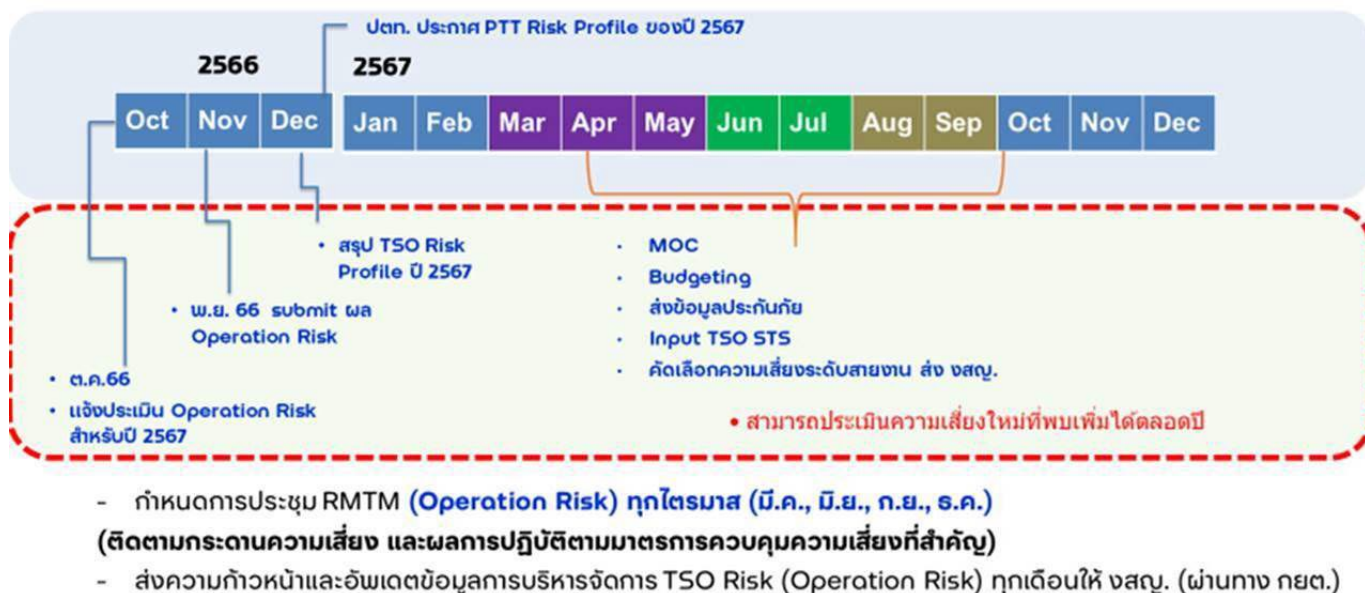 ปตท. ประกาศ PTT Risk Profile ของปี 2567
2566
2567
Oct Nov Dec Jan Feb Mar Apr May Jun Jul Aug Sep Oct Nov Dec
• สรุป TSO Risk
Profile ปี 2567
• พ.ย. 66 submit ผล
Operation Risk
• ต.ค.66
• แจ้งประเมิน Operation Risk
สำหรับปี 2567
• MOC
• Budgeting
• ส่งข้อมูลประกันภัย
• Input TSO STS
• คัดเลือกความเสี่ยงระดับสายงาน ส่ง งสญ.
• สามารถประเมินความเสี่ยงใหม่ที่พบเพิ่มได้ตลอดปี
- กำหนดการประชุม RMTM (Operation Risk) ทุกไตรมาส (มี.ค., มิ.ย., ก.ย., ธ.ค.)
(ติดตามกระดานความเสี่ยง และผลการปฏิบัติตามมาตรการควบคุมความเสี่ยงที่สำคัญ)
- ส่งความก้าวหน้าและอัพเดตข้อมูลการบริหารจัดการ TSO Risk (Operation Risk) ทุกเดือนให้ งสญ. (ผ่านทาง กยต.)